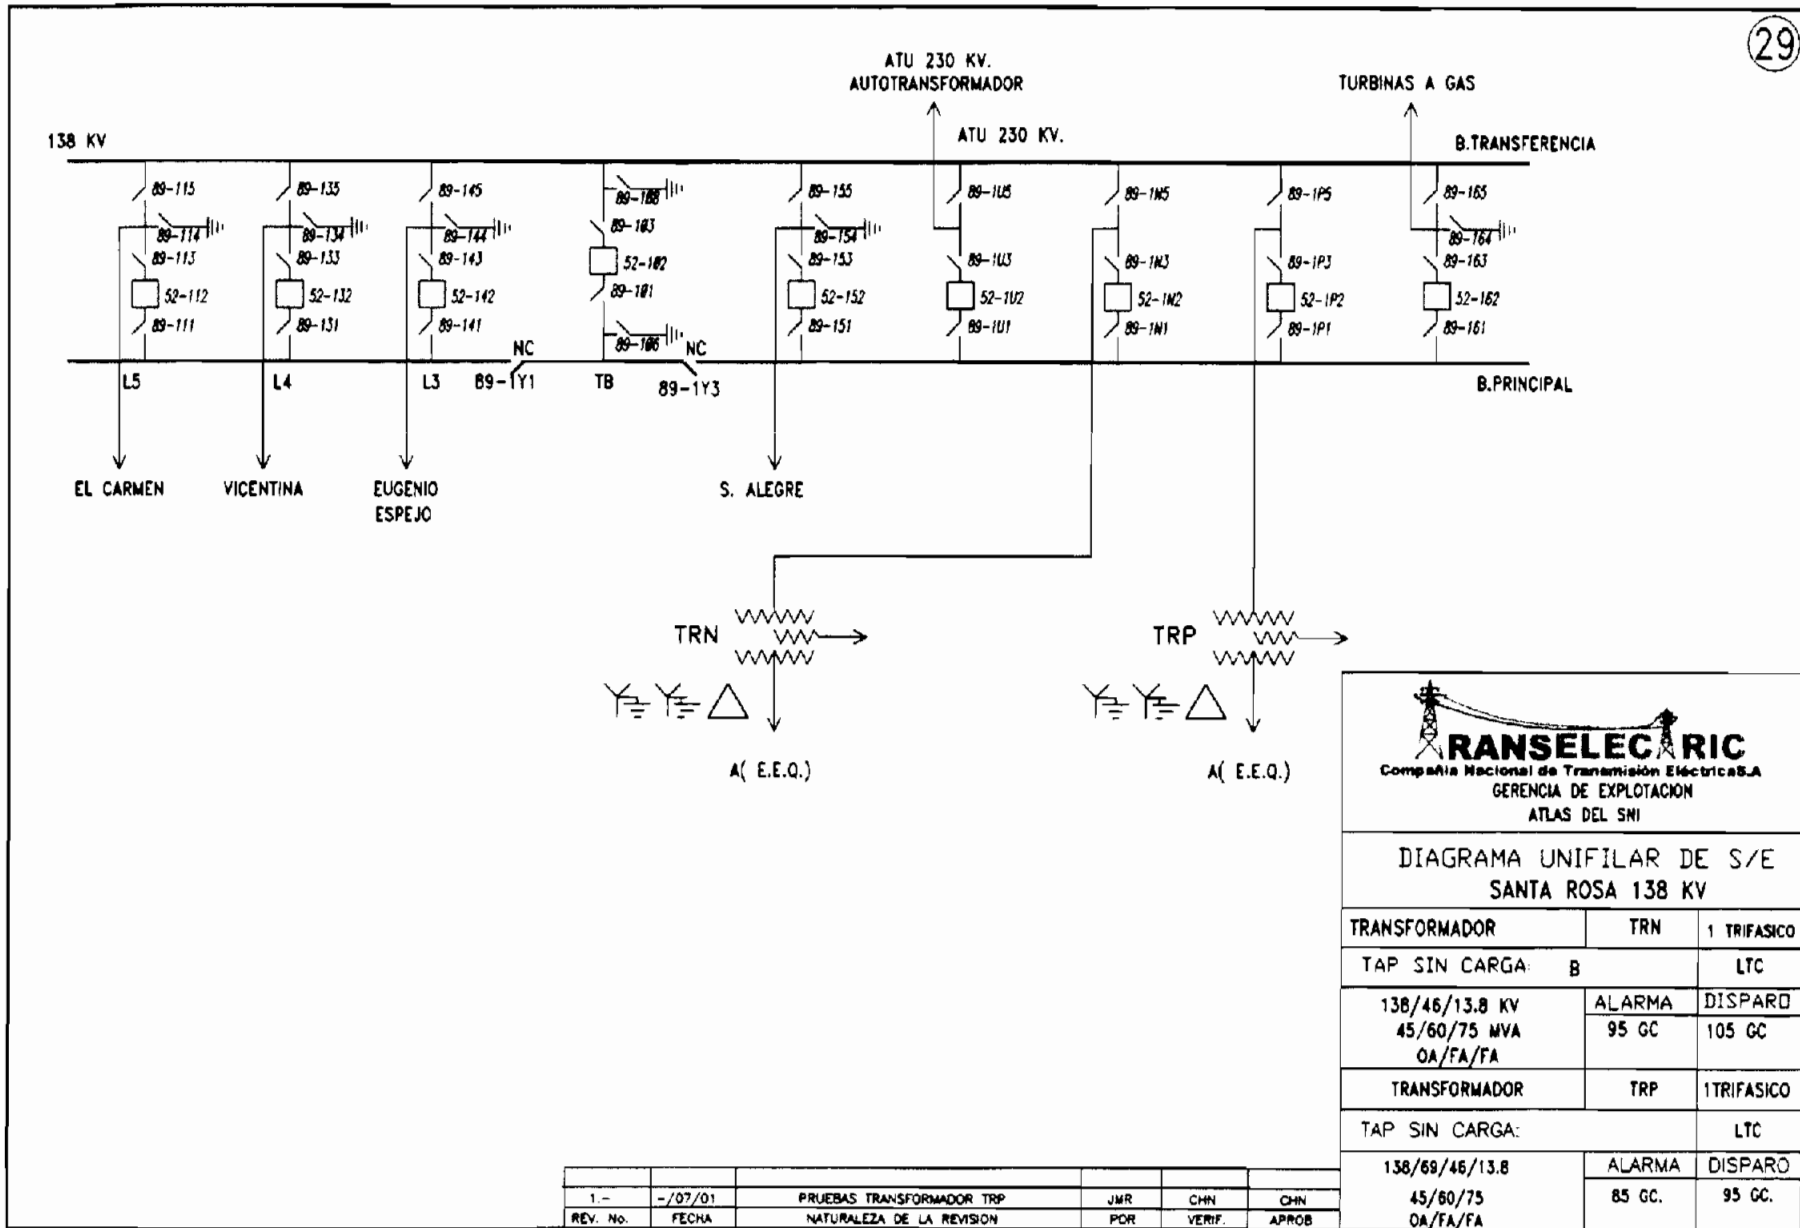 29
ATU 230 KV.
AUTOTRANSFORMADOR
TURBINAS A GAS
138 KV
ATU 230 KV.
B.TRANSFERENCIA
89-115
89-135
89-145
89-108
89-155
89-1U5
89-1N5
89-1P5
89-165
89-114
89-134
89-144
89-103
89-154
89-164
89-113
89-133
89-143
52-102
89-153
89-1U3
89-1N3
89-1P3
89-163
52-112
52-132
52-142
89-101
52-152
52-1U2
52-1N2
52-1P2
52-162
89-111
89-131
89-141
89-106
89-151
89-1U1
89-1N1
89-1P1
89-161
NC
NC
L5
L4
L3
89-1Y1
TB
89-1Y3
B.PRINCIPAL
EL CARMEN
VICENTINA
EUGENIO
ESPEJO
S. ALEGRE
TRN
TRP
A( E.E.Q.)
A( E.E.Q.)
TRANSELECTRIC
Compañia Nacional de Transmisión Eléctrica S.A
GERENCIA DE EXPLOTACION
ATLAS DEL SNI
DIAGRAMA UNIFILAR DE S/E
SANTA ROSA 138 KV
TRANSFORMADOR TRN 1 TRIFASICO
TAP SIN CARGA: B LTC
138/46/13.8 KV ALARMA DISPARO
45/60/75 MVA 95 GC 105 GC
OA/FA/FA
TRANSFORMADOR TRP 1TRIFASICO
TAP SIN CARGA: LTC
138/69/46/13.8 ALARMA DISPARO
45/60/75 85 GC. 95 GC.
OA/FA/FA
1.- -/07/01 PRUEBAS TRANSFORMADOR TRP JMR CHN CHN
REV. No. FECHA NATURALEZA DE LA REVISION POR VERIF. APROB